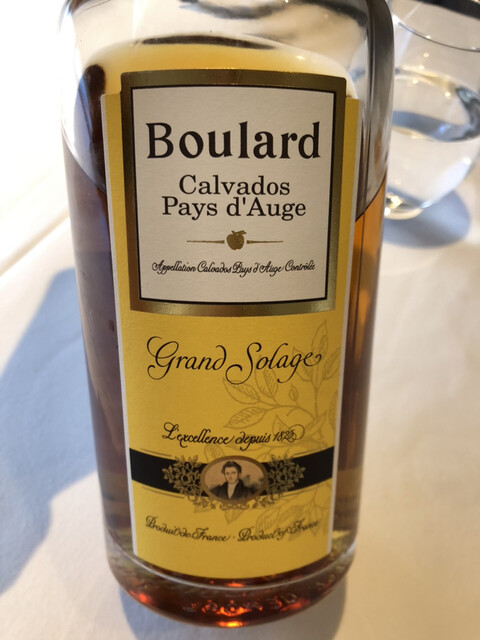 Boulard
Calvados
Pays d'Auge
Appellation Calvados Pays d'Auge Contrôlée
Grand Solage
L'excellence depuis 1825
Produit de France · Product of France